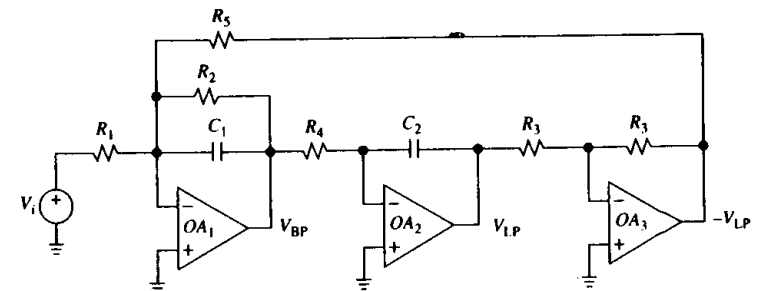 R5
R2
R1 C1 R4 C2 R3 R3
Vi + − OA1 + VBP − OA2 + VLP − OA3 + −VLP